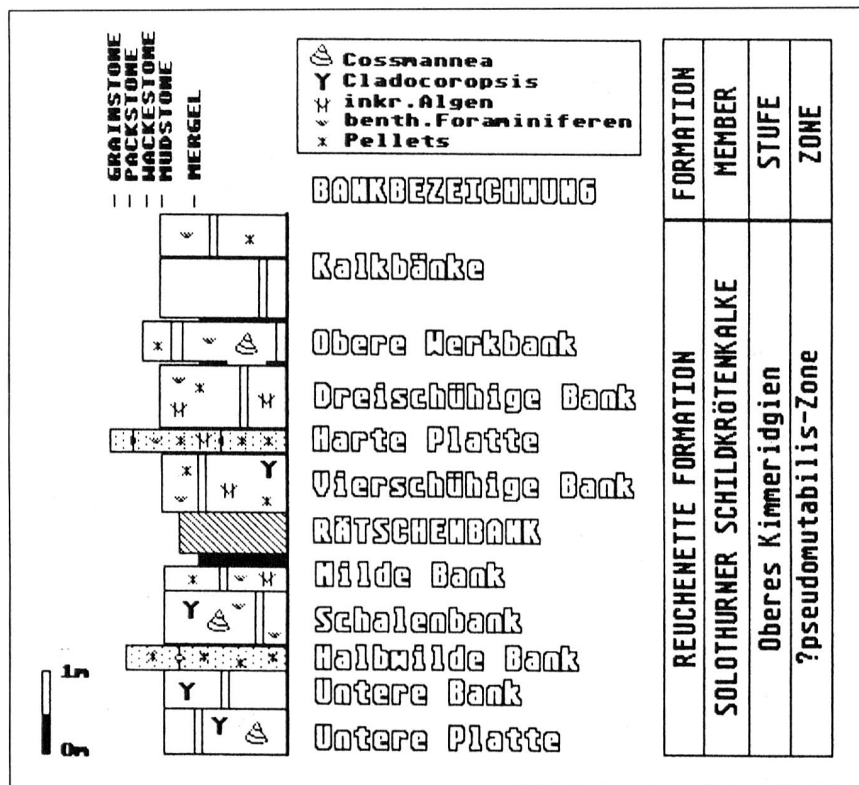 GRAINSTONE
PACKSTONE
WACKESTONE
MUDSTONE
MERGEL
Cossmannea
Cladocoropsis
inkr.Algen
benth.Foraminiferen
Pellets
BANKBEZEICHNUNG
Kalkbänke
Obere Werkbank
Dreischühige Bank
Harte Platte
Vierschühige Bank
RÄTSCHENBANK
Wilde Bank
Schalenbank
Halbwilde Bank
Untere Bank
Untere Platte
1m
0m
FORMATION
MEMBER
STUFE
ZONE
REUCHENETTE FORMATION
SOLOTHURNER SCHILDKRÖTENKALKE
Oberes Kimmeridgien
?pseudomutabilis-Zone